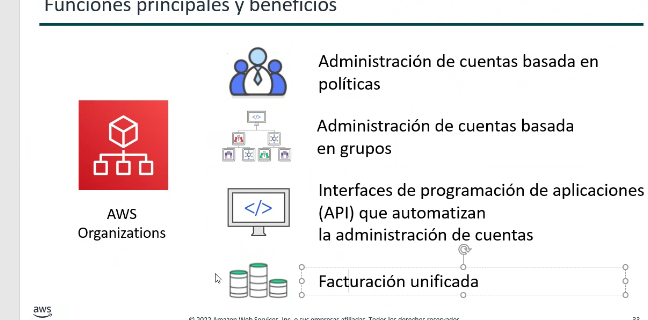 Funciones principales y beneficios
Administración de cuentas basada en
políticas
</>
Administración de cuentas basada
en grupos
AWS
Organizations
</>
Interfaces de programación de aplicaciones
(API) que automatizan
la administración de cuentas
Facturación unificada
aws
© 2022 Amazon Web Services, Inc. o sus empresas afiliadas. Todos los derechos reservados.
33